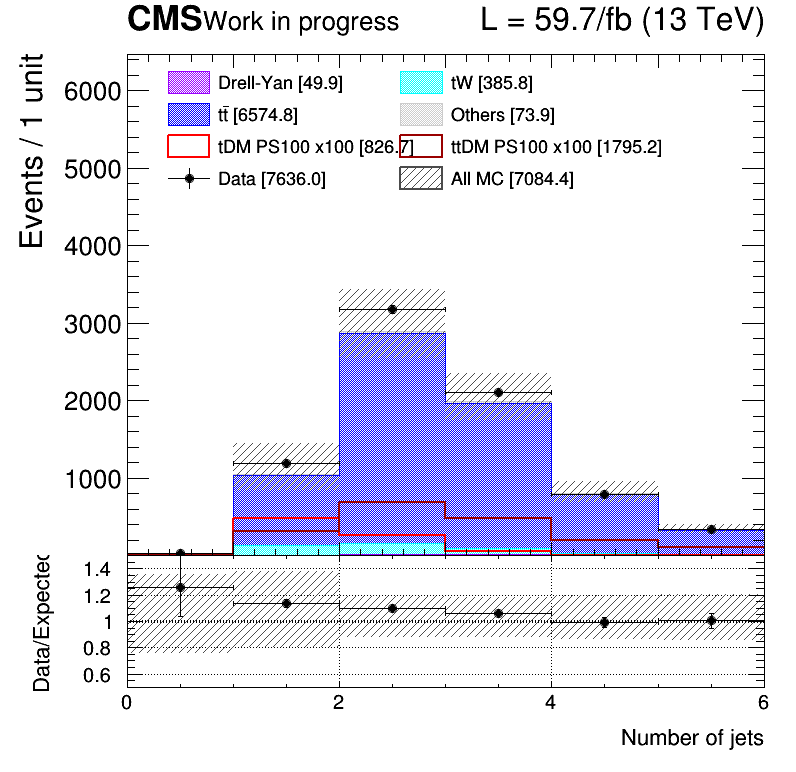 CMS Work in progress L = 59.7/fb (13 TeV)
Events / 1 unit
6000
5000
4000
3000
2000
1000
Drell-Yan [49.9] tW [385.8]
tt̄ [6574.8] Others [73.9]
tDM PS100 x100 [826.7] ttDM PS100 x100 [1795.2]
Data [7636.0] All MC [7084.4]
Data/Expected
1.4
1.2
1
0.8
0.6
0 2 4 6
Number of jets